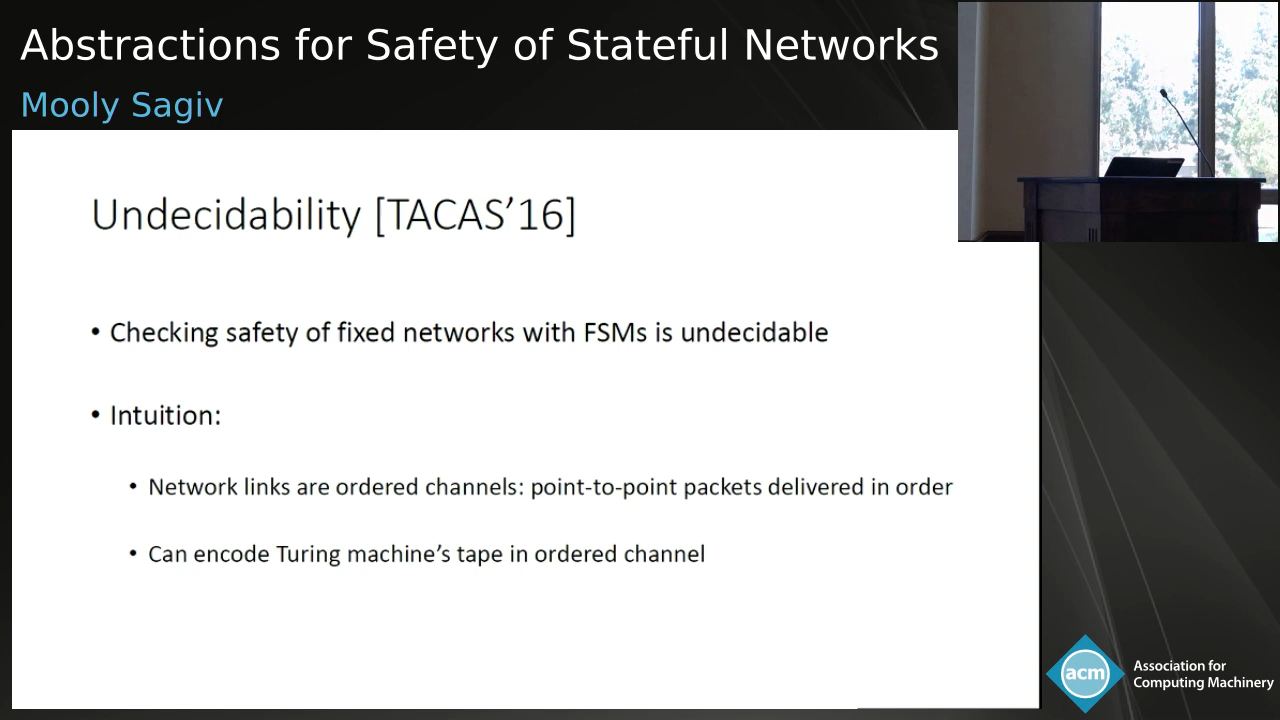 Abstractions for Safety of Stateful Networks
Mooly Sagiv
Undecidability [TACAS’16]
• Checking safety of fixed networks with FSMs is undecidable
• Intuition:
• Network links are ordered channels: point-to-point packets delivered in order
• Can encode Turing machine’s tape in ordered channel
acm
Association for
Computing Machinery